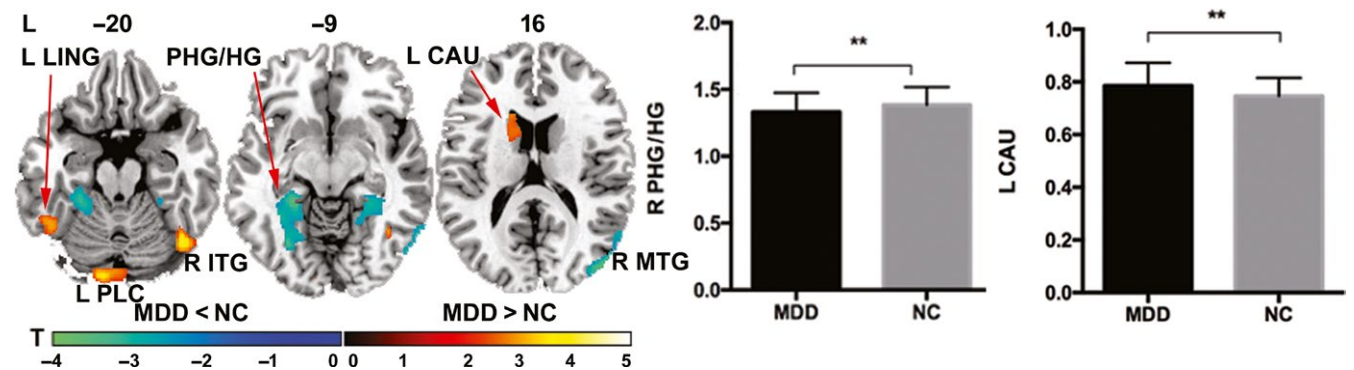 L –20 –9 16
L LING PHG/HG L CAU
R ITG R MTG
L PLC
MDD < NC MDD > NC
T
–4 –3 –2 –1 0 0 1 2 3 4 5
R PHG/HG
2.0
1.5
1.0
0.5
0.0
**
MDD NC
L CAU
1.0
0.8
0.6
0.4
0.2
0.0
**
MDD NC